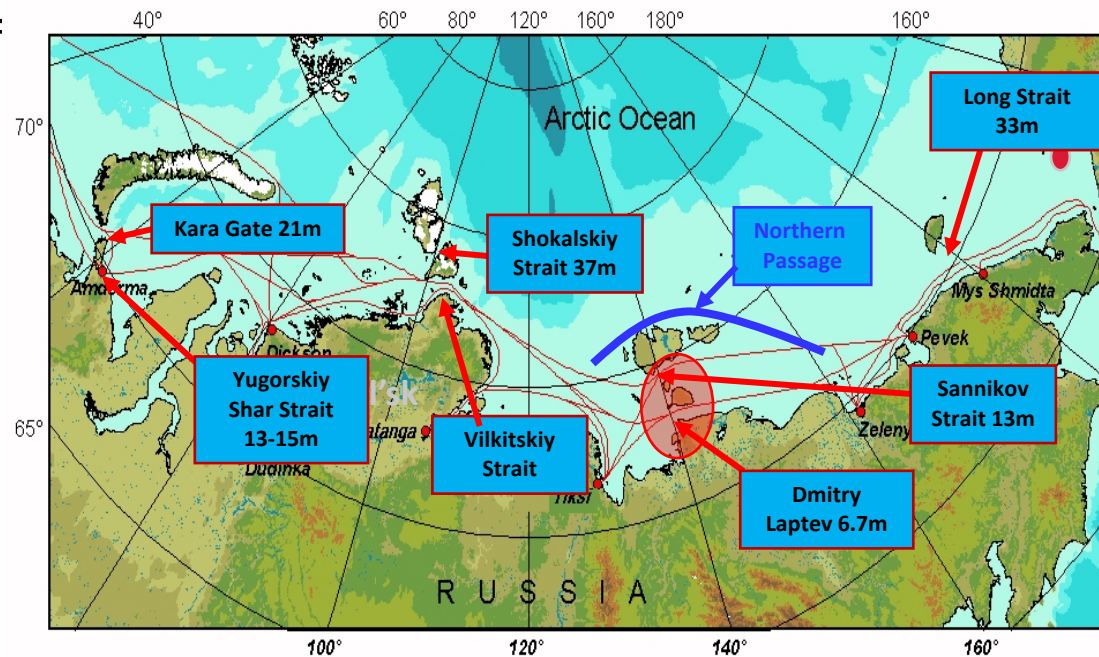 :
40°
60°
80°
120°
160°
180°
160°
70°
Arctic Ocean
Long Strait
33m
Kara Gate 21m
Shokalskiy
Strait 37m
Northern
Passage
Amderma
Mys Shmidta
Dickson
Pevek
Yugorskiy
Shar Strait
13-15m
l'sk
Sannikov
Strait 13m
65°
atanga
Vilkitskiy
Strait
Zeleny
Dudinka
Tiksi
Dmitry
Laptev 6.7m
RUSSIA
100°
120°
140°
160°